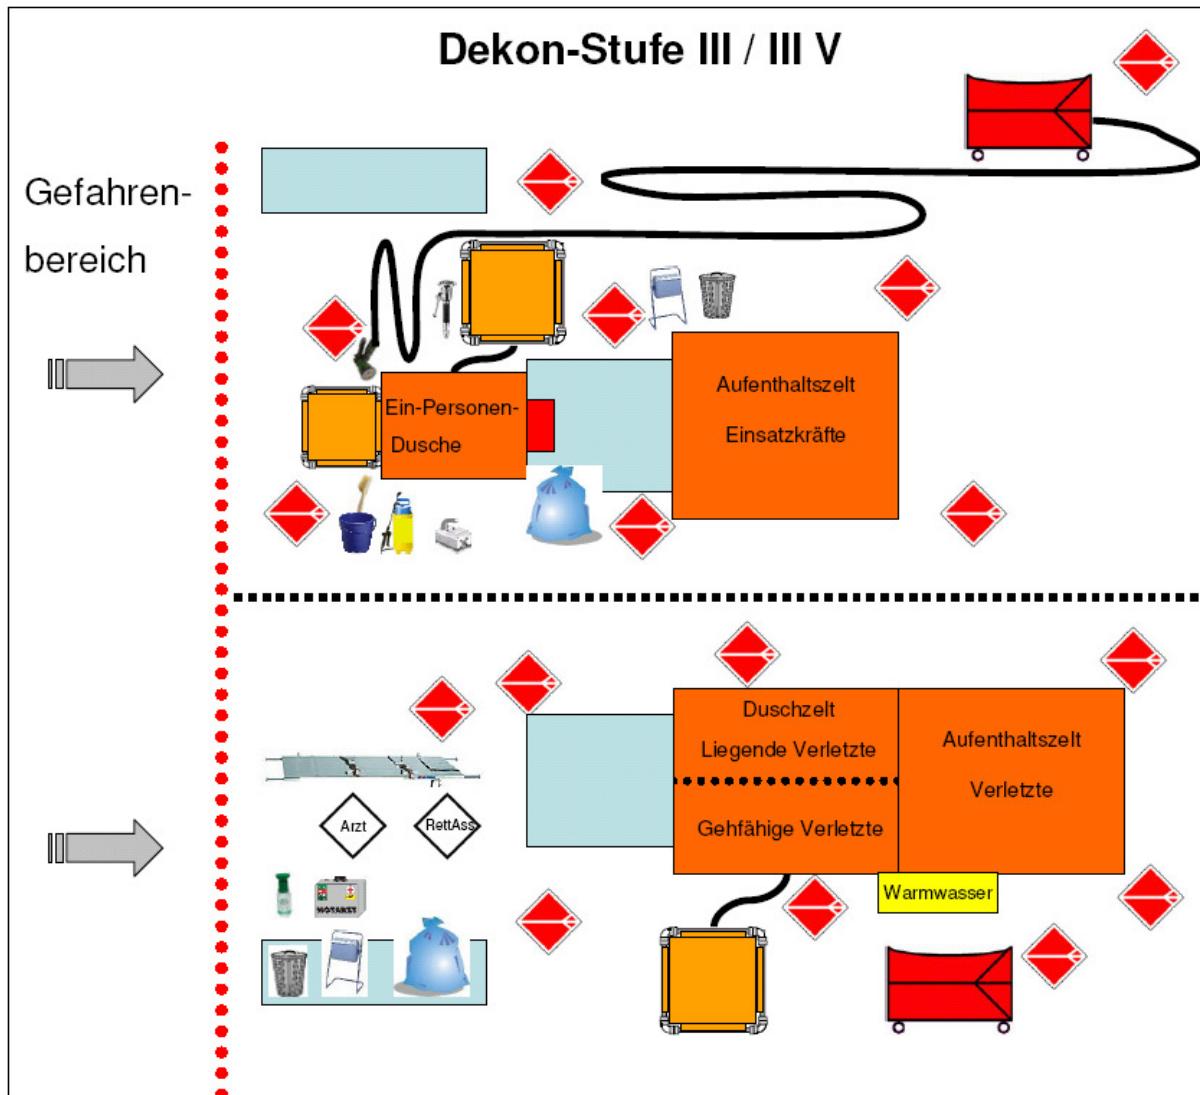 Dekon-Stufe III / III V
Gefahren-
bereich
Ein-Personen-
Dusche
Aufenthaltszelt
Einsatzkräfte
Duschzelt
Liegende Verletzte
Gehfähige Verletzte
Aufenthaltszelt
Verletzte
Arzt
RettAss
NOTARZT
Warmwasser